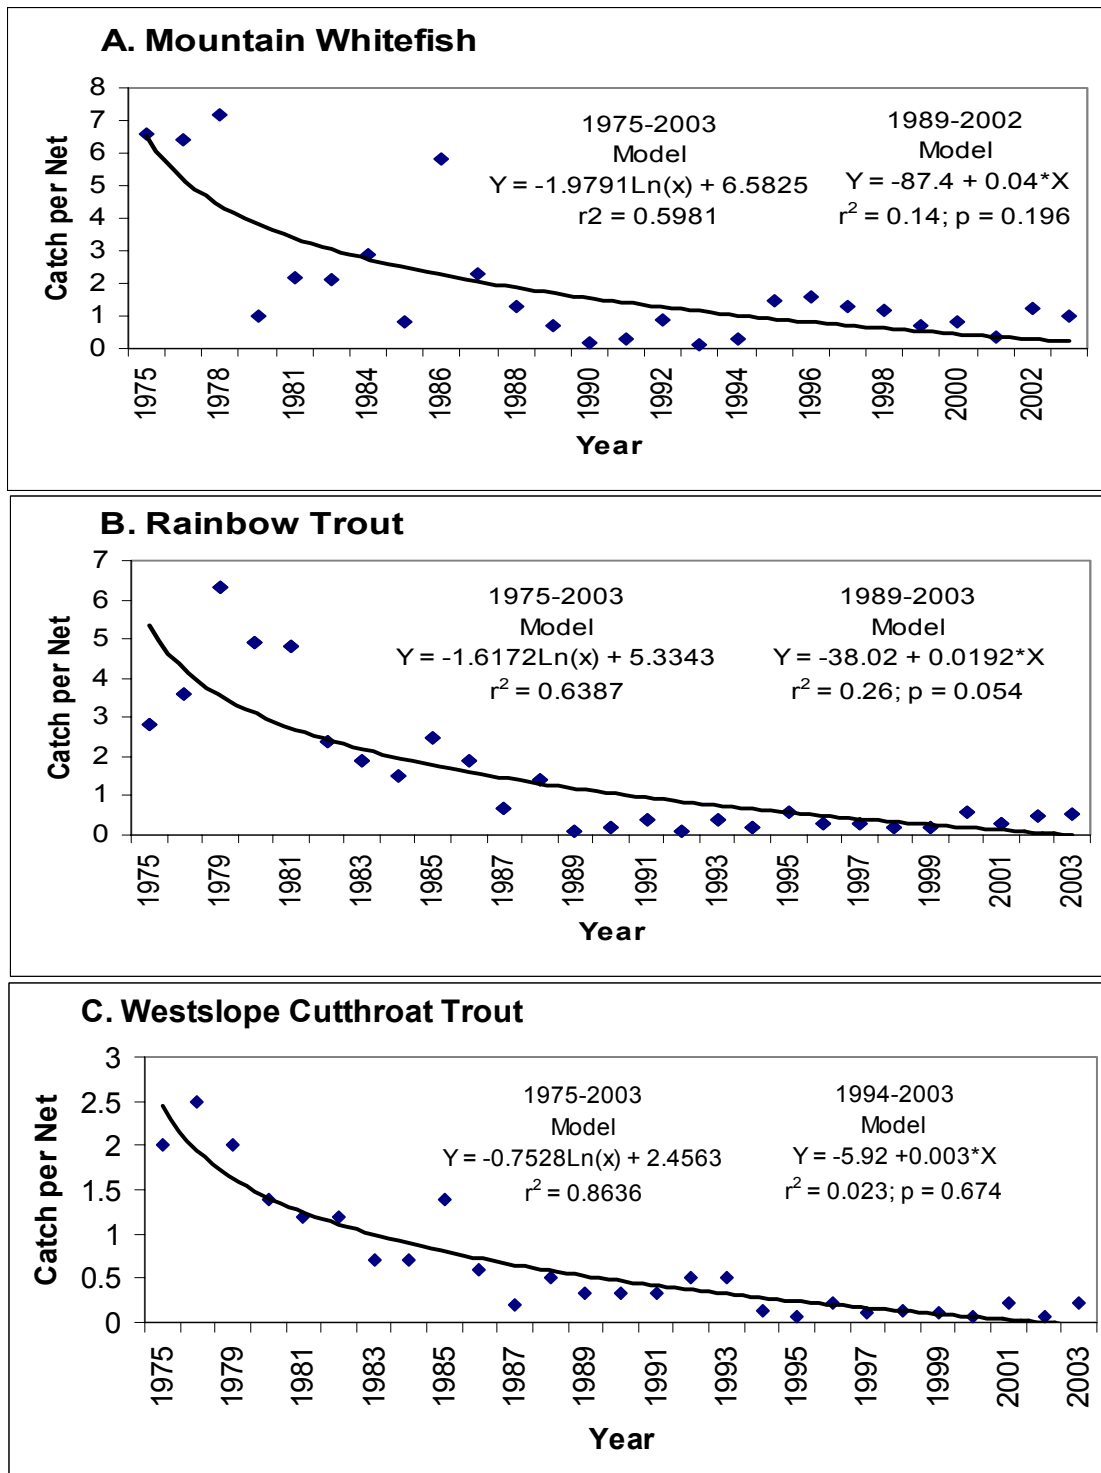 A. Mountain Whitefish
Catch per Net
8
7
6
5
4
3
2
1
0
1975-2003
Model
Y = -1.9791Ln(x) + 6.5825
r2 = 0.5981
1989-2002
Model
Y = -87.4 + 0.04*X
r² = 0.14; p = 0.196
1975
1978
1981
1984
1986
1988
1990
1992
1994
1996
1998
2000
2002
Year
B. Rainbow Trout
Catch per Net
7
6
5
4
3
2
1
0
1975-2003
Model
Y = -1.6172Ln(x) + 5.3343
r² = 0.6387
1989-2003
Model
Y = -38.02 + 0.0192*X
r² = 0.26; p = 0.054
1975
1979
1981
1983
1985
1987
1989
1991
1993
1995
1997
1999
2001
2003
Year
C. Westslope Cutthroat Trout
Catch per Net
3
2.5
2
1.5
1
0.5
0
1975-2003
Model
Y = -0.7528Ln(x) + 2.4563
r² = 0.8636
1994-2003
Model
Y = -5.92 +0.003*X
r² = 0.023; p = 0.674
1975
1979
1981
1983
1985
1987
1989
1991
1993
1995
1997
1999
2001
2003
Year